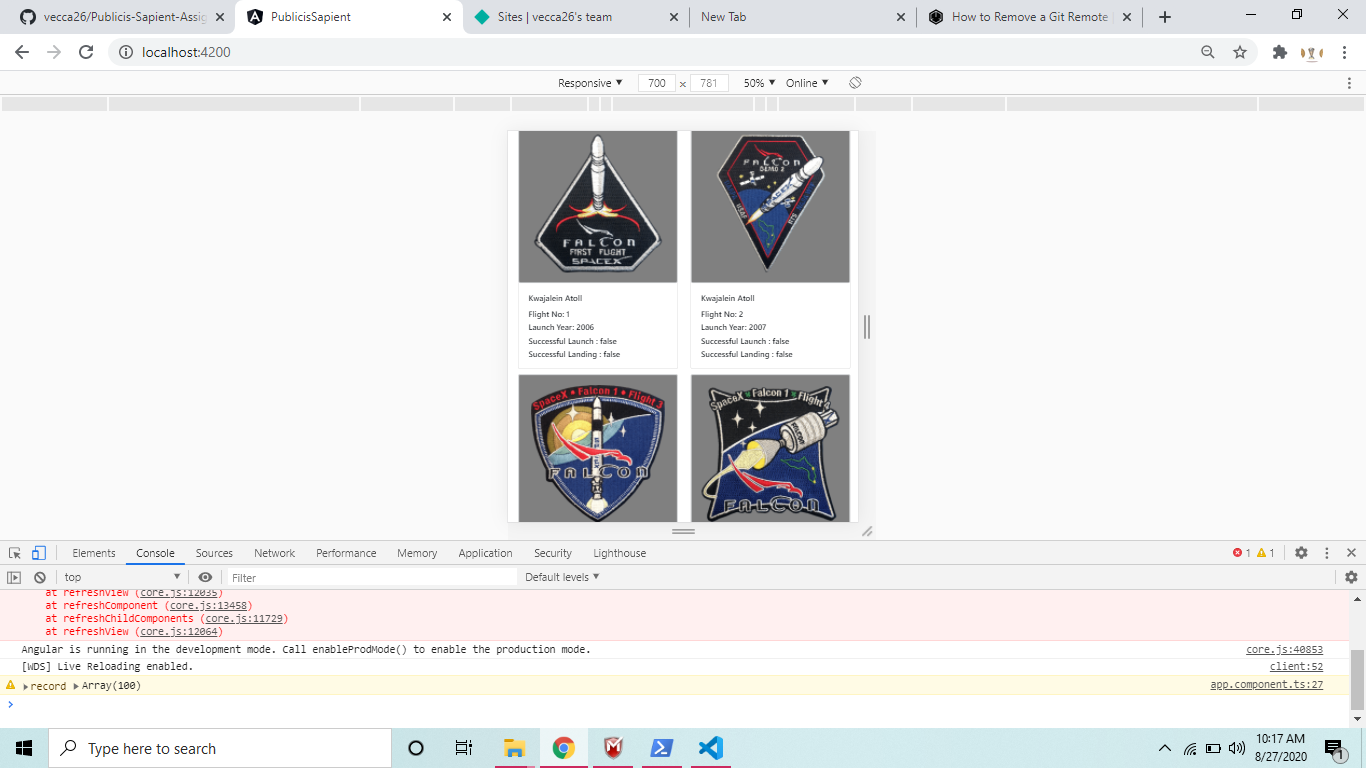 vecca26/Publicis-Sapient-Assig
PublicisSapient
Sites | vecca26's team
New Tab
How to Remove a Git Remote
localhost:4200
Responsive ▼ 700 x 781 50% ▼ Online ▼
FALCON
FIRST FLIGHT
SPACEX
FALCON
DEMO 2
Kwajalein Atoll
Flight No: 1
Launch Year: 2006
Successful Launch : false
Successful Landing : false
Kwajalein Atoll
Flight No: 2
Launch Year: 2007
Successful Launch : false
Successful Landing : false
SpaceX • Falcon 1 • Flight 3
FALCON
SpaceX Falcon 1 Flight 4
FALCON
Elements Console Sources Network Performance Memory Application Security Lighthouse 1 1
top ▼ Filter Default levels ▼
at refreshView (core.js:12035)
at refreshComponent (core.js:13458)
at refreshChildComponents (core.js:11729)
at refreshView (core.js:12064)
Angular is running in the development mode. Call enableProdMode() to enable the production mode. core.js:40853
[WDS] Live Reloading enabled. client:52
▶record ▶Array(100) app.component.ts:27
Type here to search
10:17 AM
8/27/2020
1